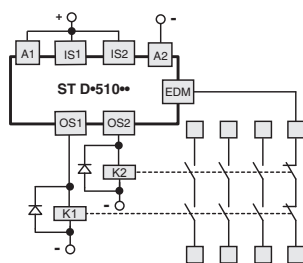 + -
A1 IS1 IS2 A2
ST D•510••
EDM
OS1 OS2
K2
-
K1
-